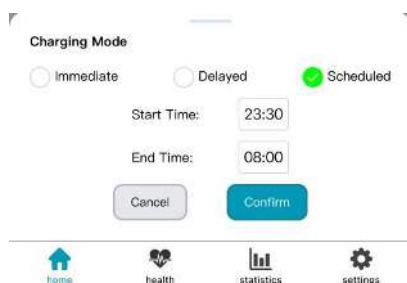 Charging Mode
Immediate Delayed Scheduled
Start Time: 23:30
End Time: 08:00
Cancel Confirm
home health statistics settings